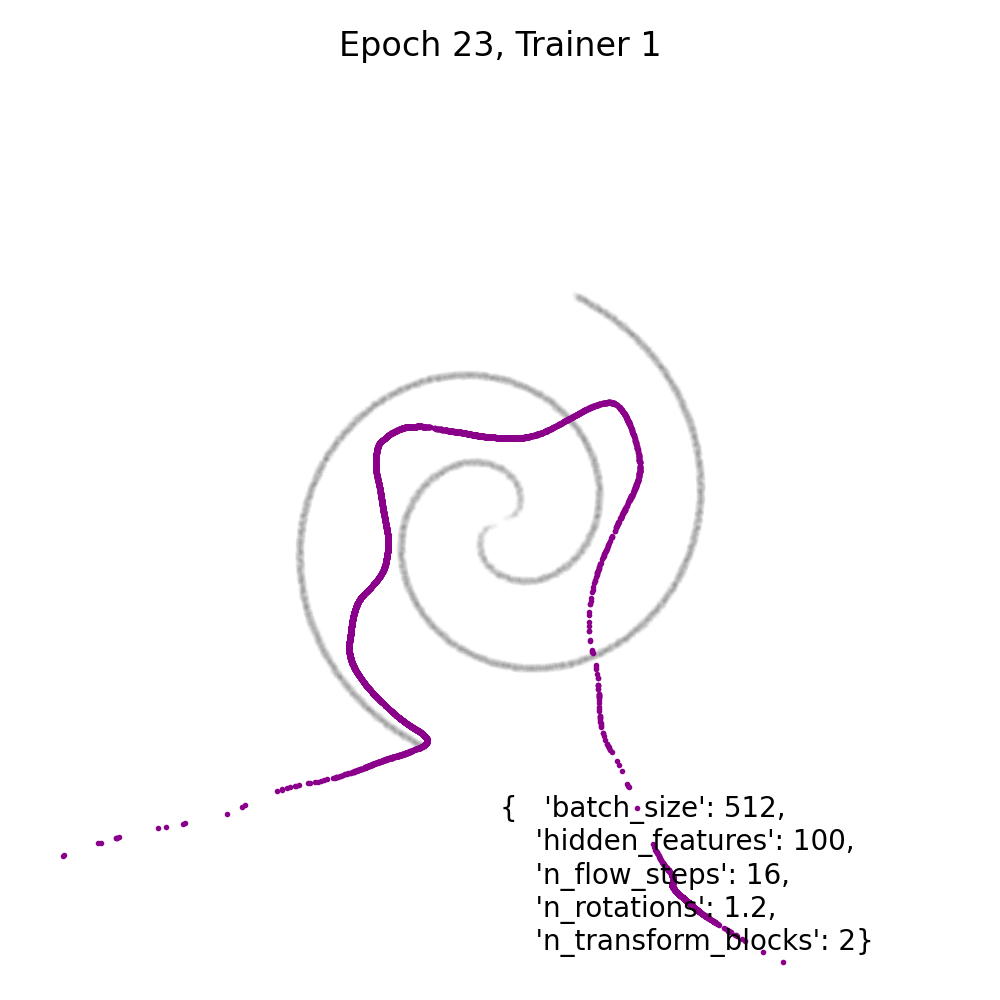 Epoch 23, Trainer 1
{   'batch_size': 512,
'hidden_features': 100,
'n_flow_steps': 16,
'n_rotations': 1.2,
'n_transform_blocks': 2}